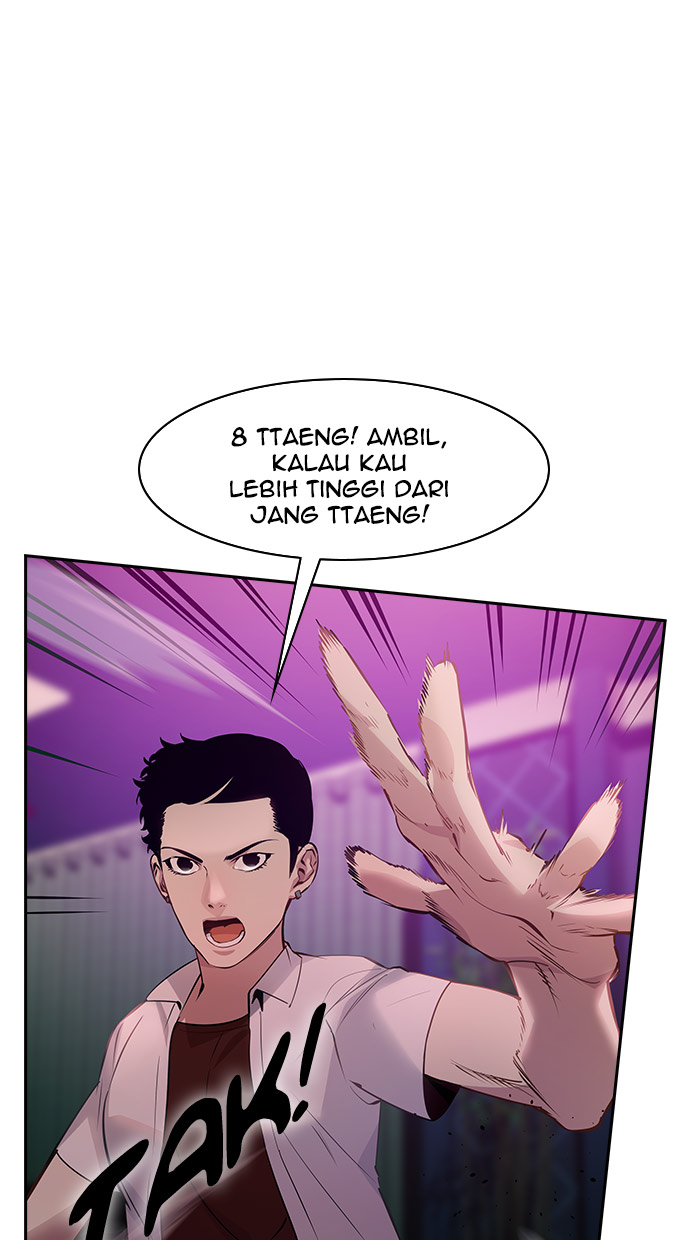 8 TTAENG! AMBIL,
KALAU KAU
LEBIH TINGGI DARI
JANG TTAENG!
TAK!